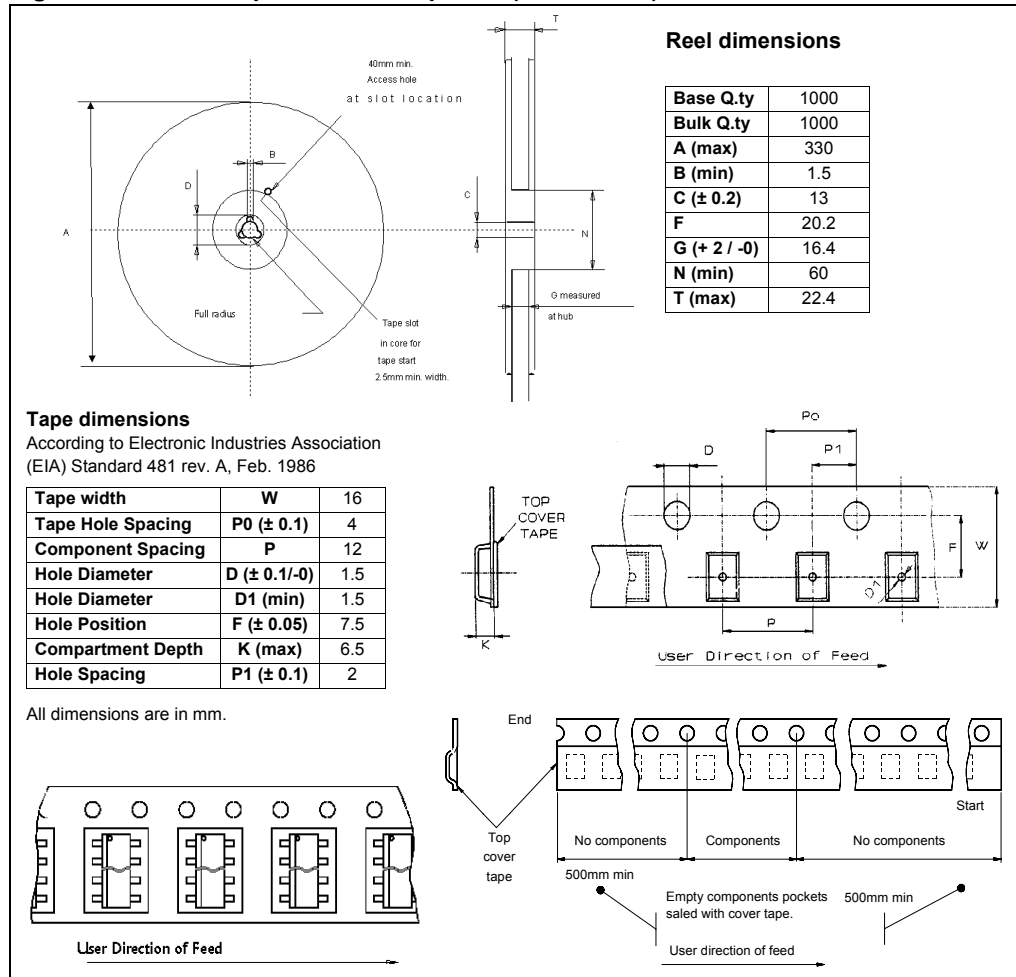 T
Reel dimensions
40mm min.
Access hole
at slot location
Base Q.ty 1000
Bulk Q.ty 1000
A (max) 330
B (min) 1.5
C (± 0.2) 13
F 20.2
G (+ 2 / -0) 16.4
N (min) 60
T (max) 22.4
B
D
C
A
N
Full radius
G measured
at hub
Tape slot
in core for
tape start
2.5mm min. width.
Tape dimensions
According to Electronic Industries Association
(EIA) Standard 481 rev. A, Feb. 1986
Tape width W 16
Tape Hole Spacing P0 (± 0.1) 4
Component Spacing P 12
Hole Diameter D (± 0.1/-0) 1.5
Hole Diameter D1 (min) 1.5
Hole Position F (± 0.05) 7.5
Compartment Depth K (max) 6.5
Hole Spacing P1 (± 0.1) 2
All dimensions are in mm.
Po
D
P1
TOP
COVER
TAPE
F
W
D1
K
P
User Direction of Feed
End
Start
Top
cover
tape
No components
Components
No components
500mm min
Empty components pockets
saled with cover tape.
500mm min
User direction of feed
User Direction of Feed